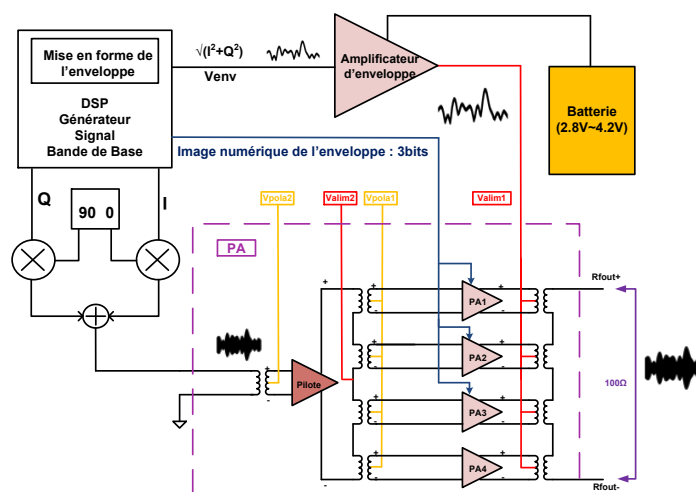 Mise en forme de
l'enveloppe
DSP
Générateur
Signal
Bande de Base
√(I²+Q²)
Venv
Amplificateur
d'enveloppe
Batterie
(2.8V~4.2V)
Image numérique de l'enveloppe : 3bits
Q
90 0
I
Vpola2
Valim2
Vpola1
Valim1
PA
Rfout+
+
+
-
+
-
PA1
+
-
+
-
PA2
+
-
+
-
Pilote
+
-
PA3
+
-
100Ω
+
-
PA4
+
-
-
Rfout-